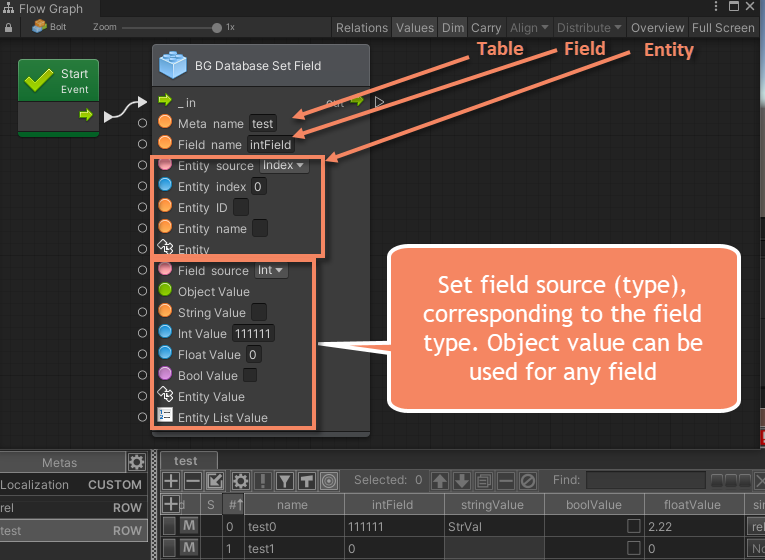 Flow Graph
Bolt Zoom 1x Relations Values Dim Carry Align Distribute Overview Full Screen
Table Field Entity
Start
Event
BG Database Set Field
_in out
Meta name test
Field name intField
Entity source Index
Entity index 0
Entity ID
Entity name
Entity
Field source Int
Object Value
String Value
Int Value 111111
Float Value 0
Bool Value
Entity Value
Entity List Value
Set field source (type),
corresponding to the field
type. Object value can be
used for any field
Metas
Localization CUSTOM
rel ROW
test ROW
test
Selected: 0 Find:
d S # name intField stringValue boolValue floatValue
M 0 test0 111111 StrVal 2.22
M 1 test1 0 0